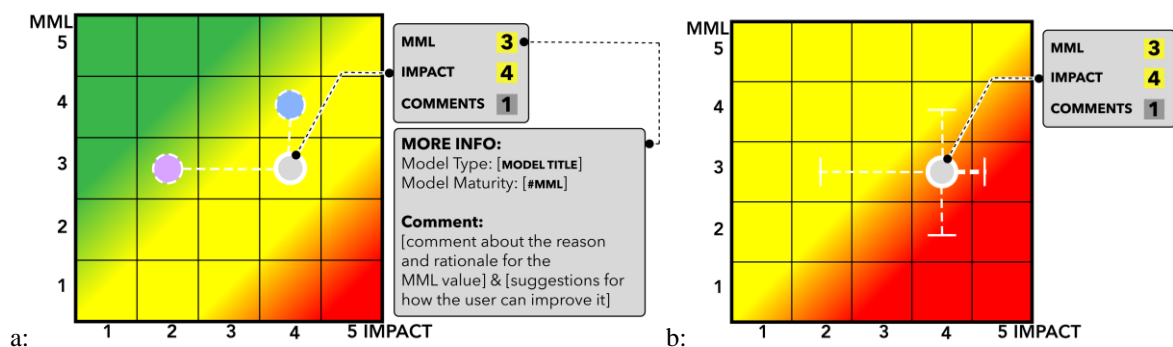 MML
5
4
3
2
1
1 2 3 4 5 IMPACT
MML 3
IMPACT 4
COMMENTS 1
MORE INFO:
Model Type: [MODEL TITLE]
Model Maturity: [#MML]
Comment:
[comment about the reason
and rationale for the
MML value] & [suggestions for
how the user can improve it]
a:
MML
5
4
3
2
1
1 2 3 4 5 IMPACT
MML 3
IMPACT 4
COMMENTS 1
b: